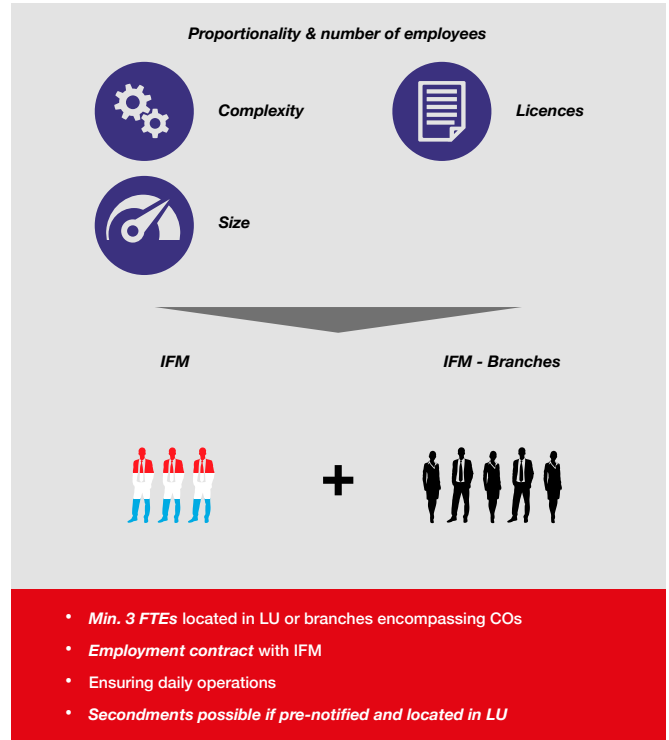 Proportionality & number of employees
Complexity
Licences
Size
IFM
IFM - Branches
+
• Min. 3 FTEs located in LU or branches encompassing COs
• Employment contract with IFM
• Ensuring daily operations
• Secondments possible if pre-notified and located in LU